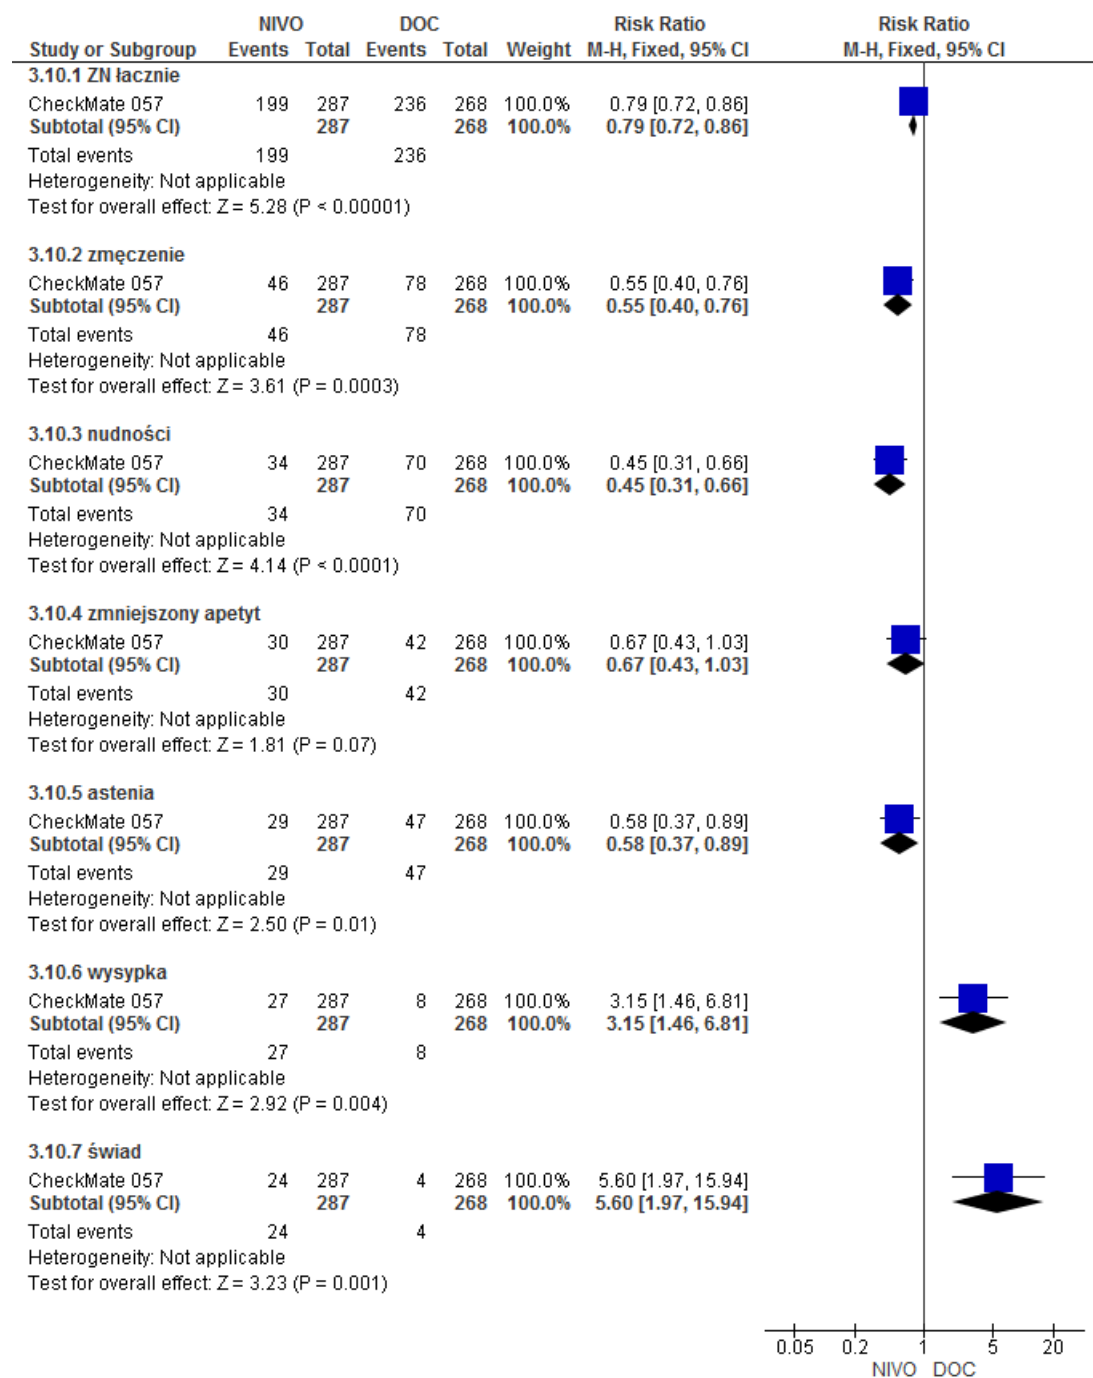 NIVO DOC Risk Ratio Risk Ratio
Study or Subgroup Events Total Events Total Weight M-H, Fixed, 95% CI M-H, Fixed, 95% CI
3.10.1 ZN łacznie
CheckMate 057 199 287 236 268 100.0% 0.79 [0.72, 0.86]
Subtotal (95% CI) 287 268 100.0% 0.79 [0.72, 0.86]
Total events 199 236
Heterogeneity: Not applicable
Test for overall effect: Z = 5.28 (P < 0.00001)
3.10.2 zmęczenie
CheckMate 057 46 287 78 268 100.0% 0.55 [0.40, 0.76]
Subtotal (95% CI) 287 268 100.0% 0.55 [0.40, 0.76]
Total events 46 78
Heterogeneity: Not applicable
Test for overall effect: Z = 3.61 (P = 0.0003)
3.10.3 nudności
CheckMate 057 34 287 70 268 100.0% 0.45 [0.31, 0.66]
Subtotal (95% CI) 287 268 100.0% 0.45 [0.31, 0.66]
Total events 34 70
Heterogeneity: Not applicable
Test for overall effect: Z = 4.14 (P < 0.0001)
3.10.4 zmniejszony apetyt
CheckMate 057 30 287 42 268 100.0% 0.67 [0.43, 1.03]
Subtotal (95% CI) 287 268 100.0% 0.67 [0.43, 1.03]
Total events 30 42
Heterogeneity: Not applicable
Test for overall effect: Z = 1.81 (P = 0.07)
3.10.5 astenia
CheckMate 057 29 287 47 268 100.0% 0.58 [0.37, 0.89]
Subtotal (95% CI) 287 268 100.0% 0.58 [0.37, 0.89]
Total events 29 47
Heterogeneity: Not applicable
Test for overall effect: Z = 2.50 (P = 0.01)
3.10.6 wysypka
CheckMate 057 27 287 8 268 100.0% 3.15 [1.46, 6.81]
Subtotal (95% CI) 287 268 100.0% 3.15 [1.46, 6.81]
Total events 27 8
Heterogeneity: Not applicable
Test for overall effect: Z = 2.92 (P = 0.004)
3.10.7 świad
CheckMate 057 24 287 4 268 100.0% 5.60 [1.97, 15.94]
Subtotal (95% CI) 287 268 100.0% 5.60 [1.97, 15.94]
Total events 24 4
Heterogeneity: Not applicable
Test for overall effect: Z = 3.23 (P = 0.001)
0.05 0.2 1 5 20
NIVO DOC